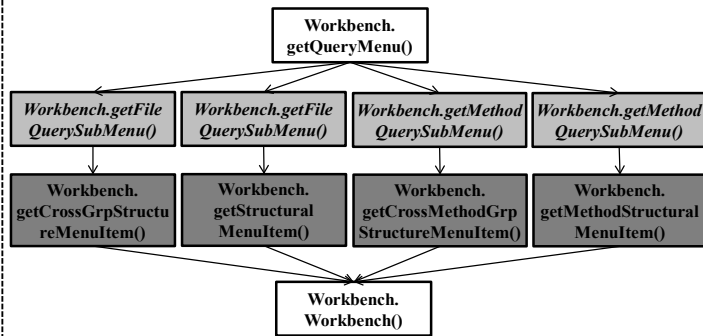 Workbench.
getQueryMenu()
Workbench.getFile
QuerySubMenu()
Workbench.getFile
QuerySubMenu()
Workbench.getMethod
QuerySubMenu()
Workbench.getMethod
QuerySubMenu()
Workbench.
getCrossGrpStructu
reMenuItem()
Workbench.
getStructural
MenuItem()
Workbench.
getCrossMethodGrp
StructureMenuItem()
Workbench.
getMethodStructural
MenuItem()
Workbench.
Workbench()